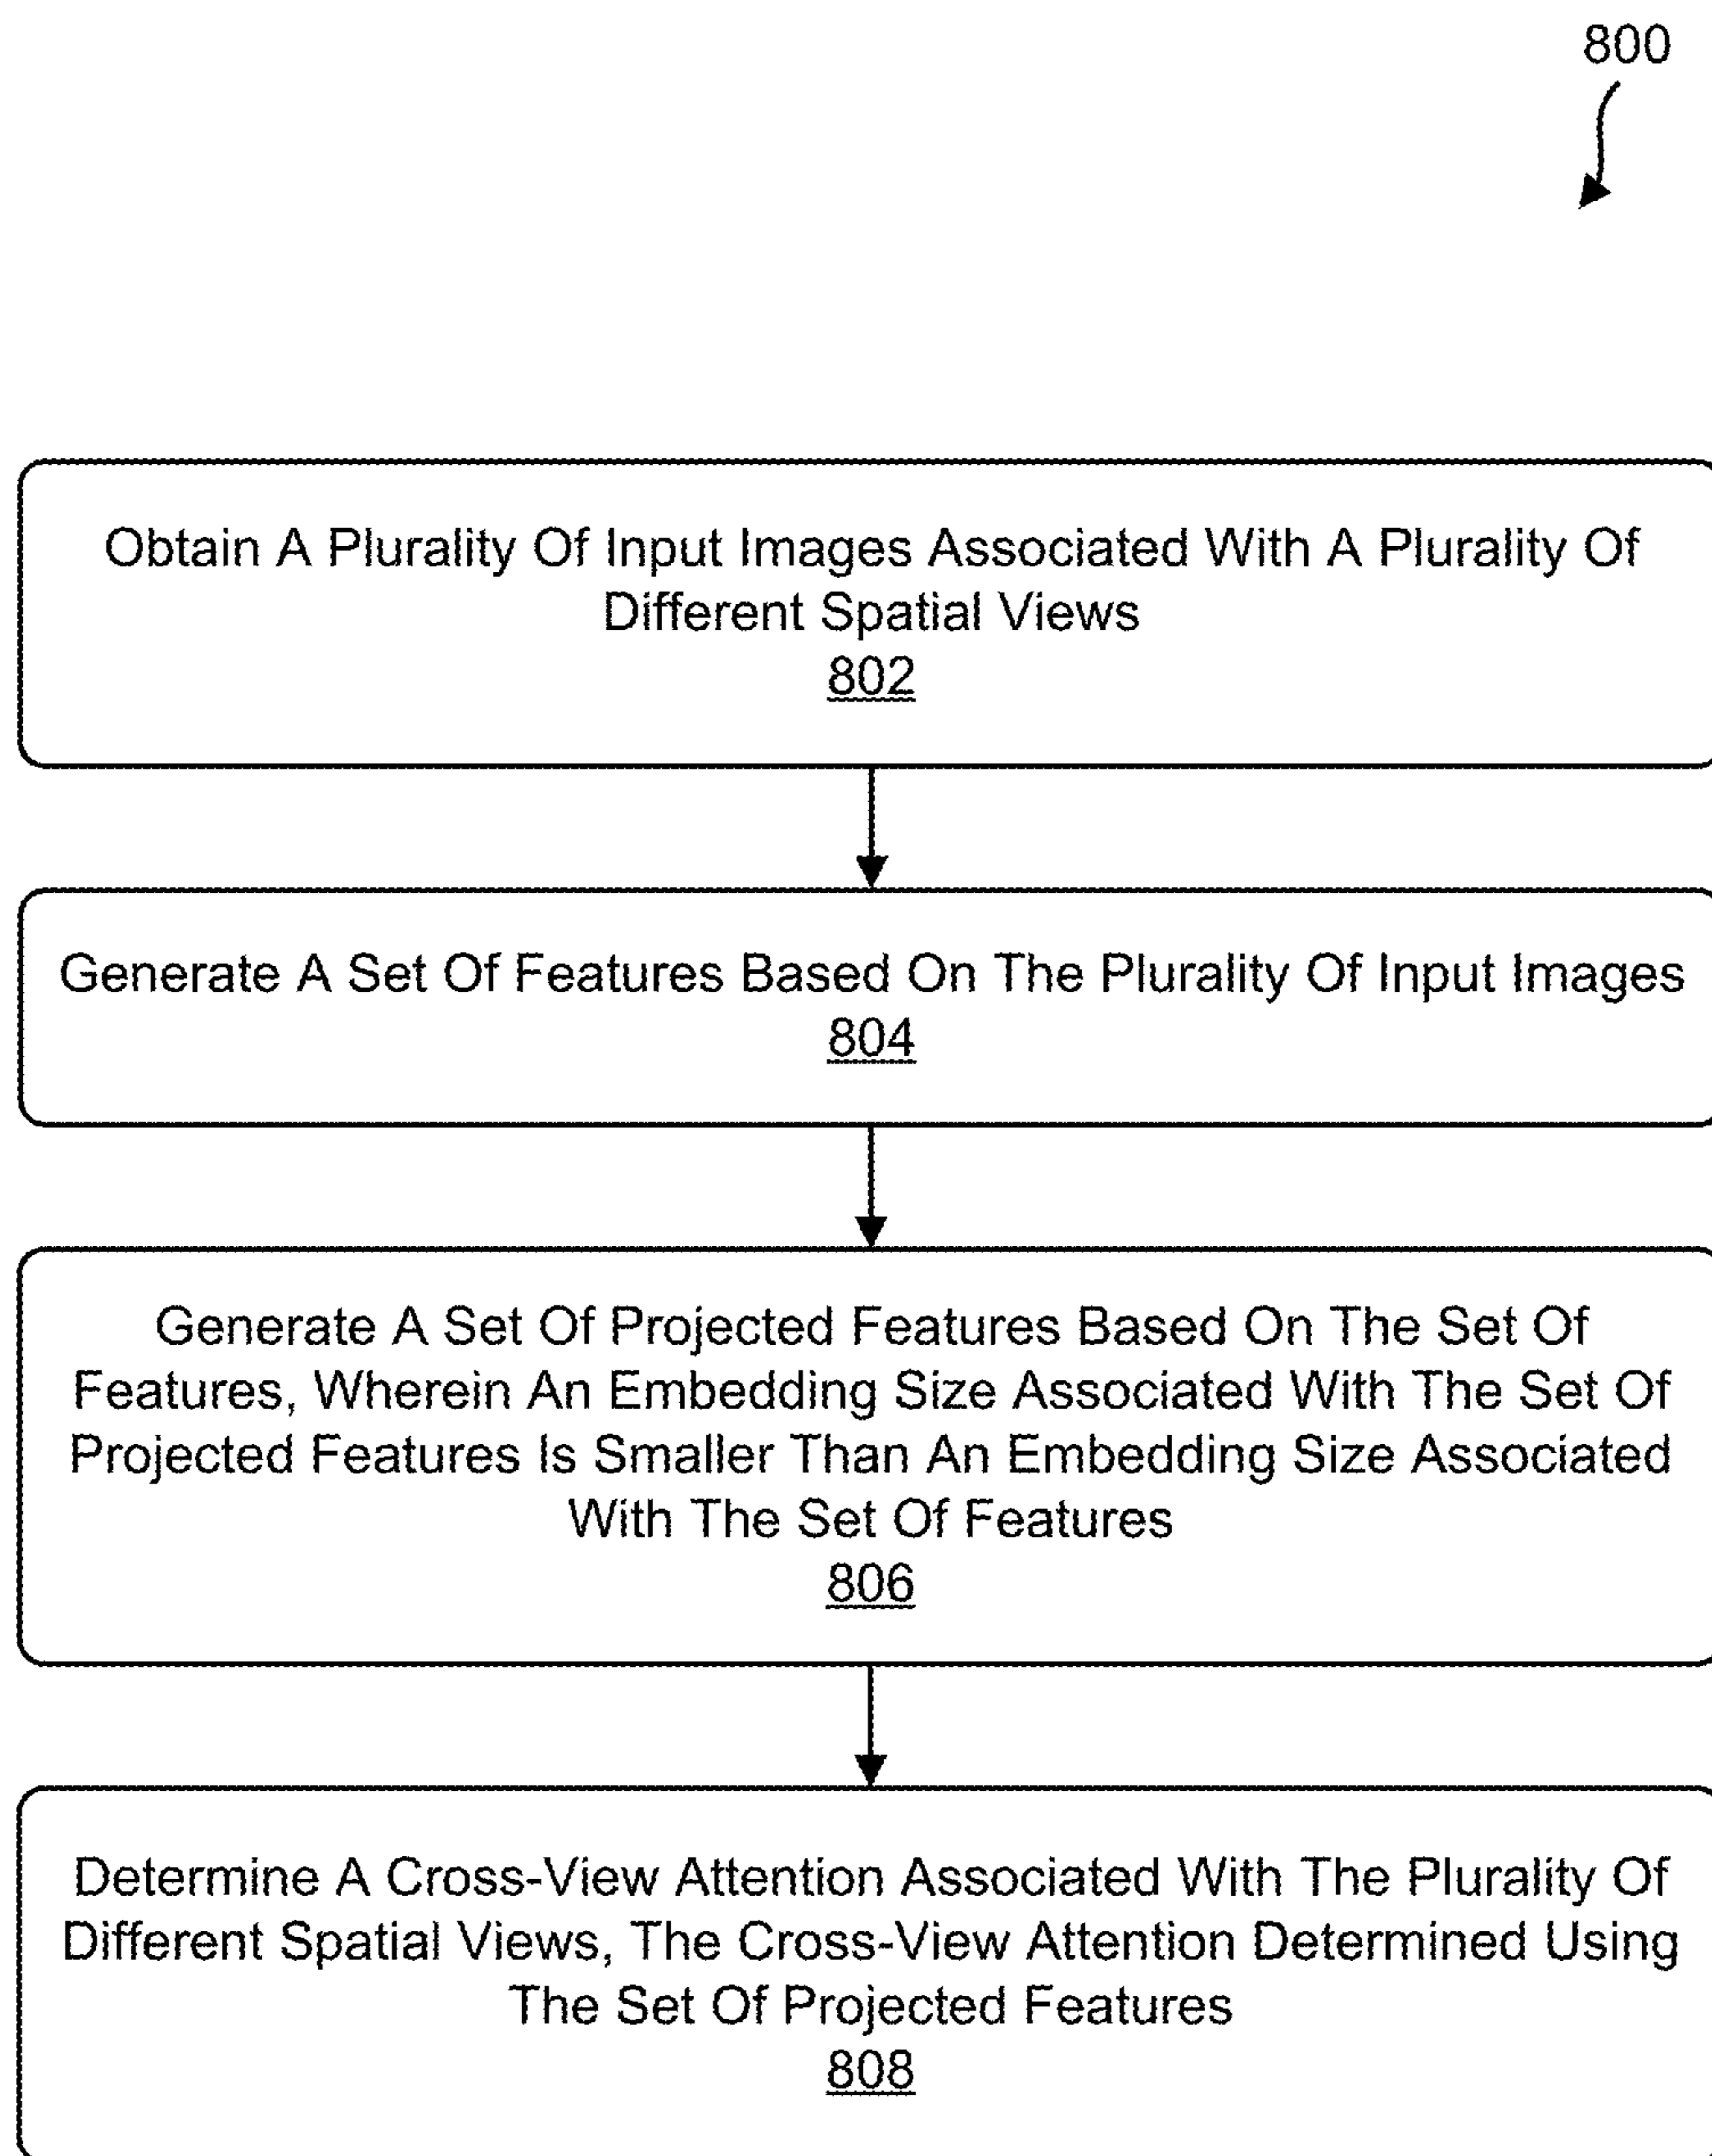 800
Obtain A Plurality Of Input Images Associated With A Plurality Of
Different Spatial Views
802
Generate A Set Of Features Based On The Plurality Of Input Images
804
Generate A Set Of Projected Features Based On The Set Of
Features, Wherein An Embedding Size Associated With The Set Of
Projected Features Is Smaller Than An Embedding Size Associated
With The Set Of Features
806
Determine A Cross-View Attention Associated With The Plurality Of
Different Spatial Views, The Cross-View Attention Determined Using
The Set Of Projected Features
808